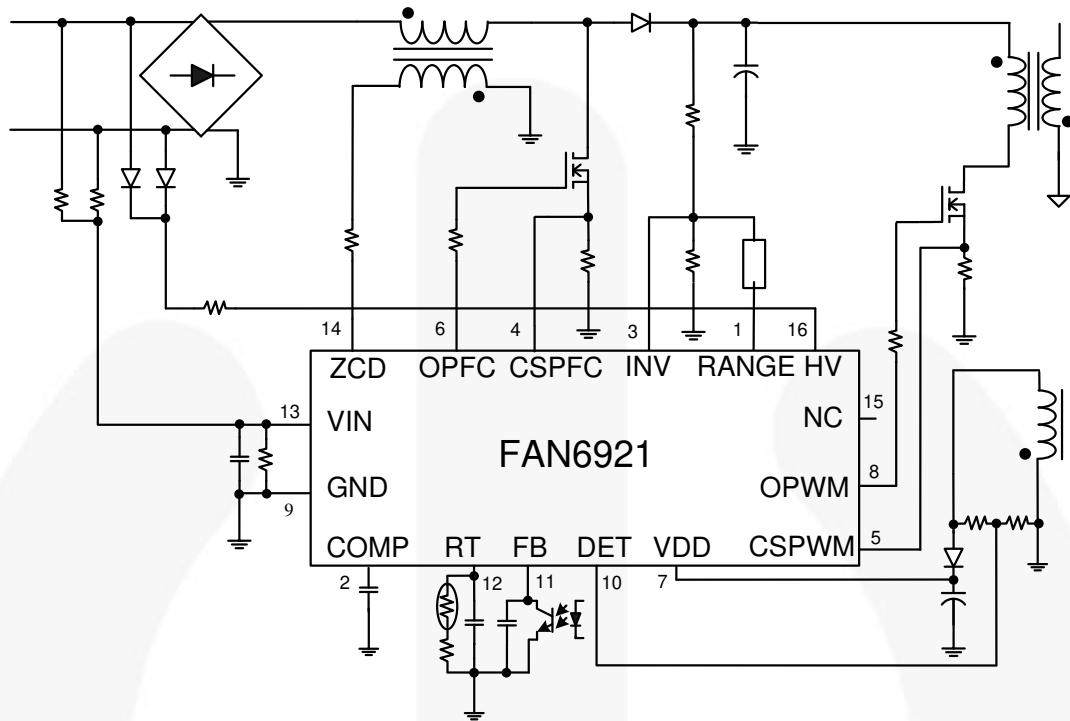 14 6 4 3 1 16
ZCD OPFC CSPFC INV RANGE HV
13 VIN NC 15
FAN6921
GND OPWM 8
9
COMP RT FB DET VDD CSPWM 5
2 12 11 10 7